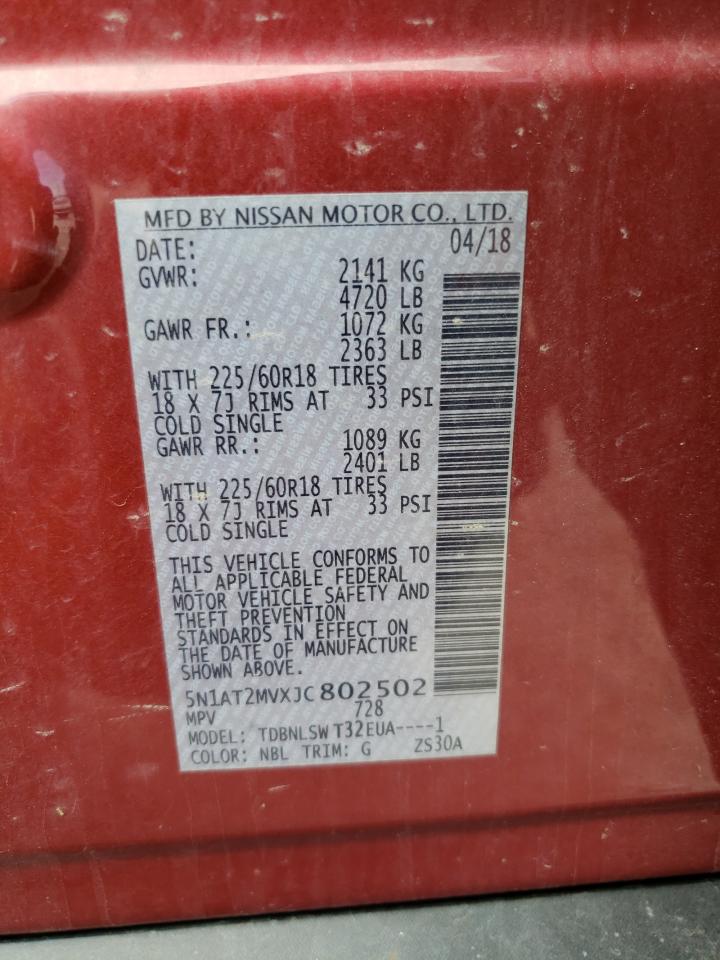 MFD BY NISSAN MOTOR CO., LTD.
DATE: 04/18
GVWR: 2141 KG
4720 LB
GAWR FR.: 1072 KG
2363 LB
WITH 225/60R18 TIRES
18 X 7J RIMS AT 33 PSI
COLD SINGLE
GAWR RR.: 1089 KG
2401 LB
WITH 225/60R18 TIRES
18 X 7J RIMS AT 33 PSI
COLD SINGLE
THIS VEHICLE CONFORMS TO
ALL APPLICABLE FEDERAL
MOTOR VEHICLE SAFETY AND
THEFT PREVENTION
STANDARDS IN EFFECT ON
THE DATE OF MANUFACTURE
SHOWN ABOVE.
5N1AT2MVXJC802502
MPV 728
MODEL: TDBNLSW T32EUA----1
COLOR: NBL TRIM: G ZS30A